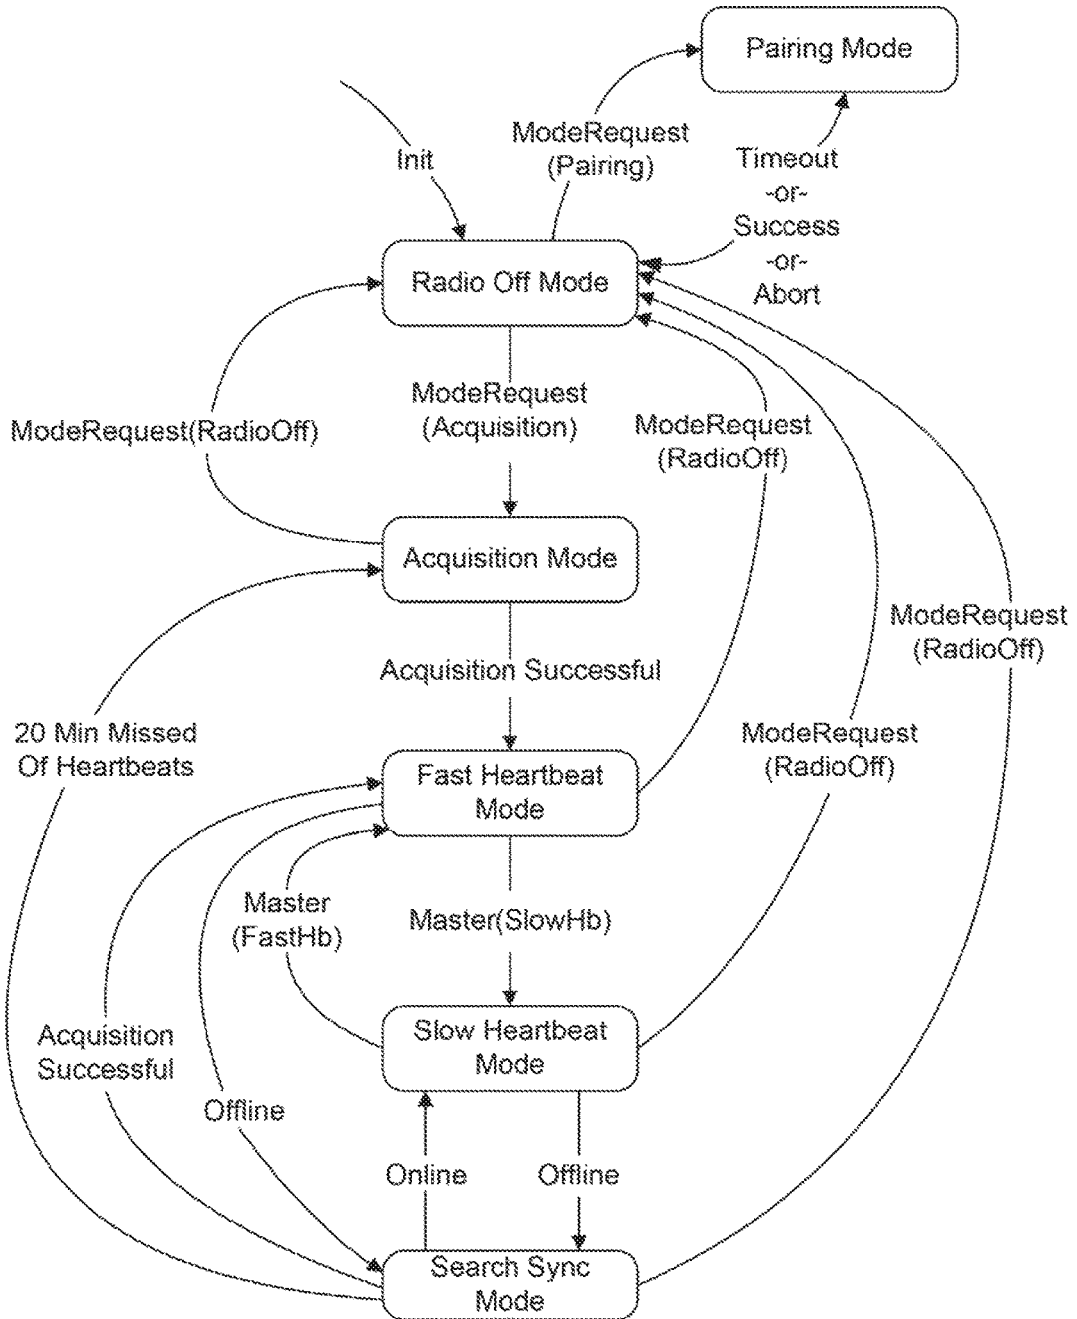 Pairing Mode
ModeRequest
(Pairing)
Init
Timeout
-or-
Success
-or-
Abort
Radio Off Mode
ModeRequest
(Acquisition)
ModeRequest(RadioOff)
ModeRequest
(RadioOff)
Acquisition Mode
ModeRequest
(RadioOff)
Acquisition Successful
20 Min Missed
Of Heartbeats
ModeRequest
(RadioOff)
Fast Heartbeat
Mode
Master
(FastHb)
Master(SlowHb)
Slow Heartbeat
Mode
Acquisition
Successful
Offline
Online
Offline
Search Sync
Mode